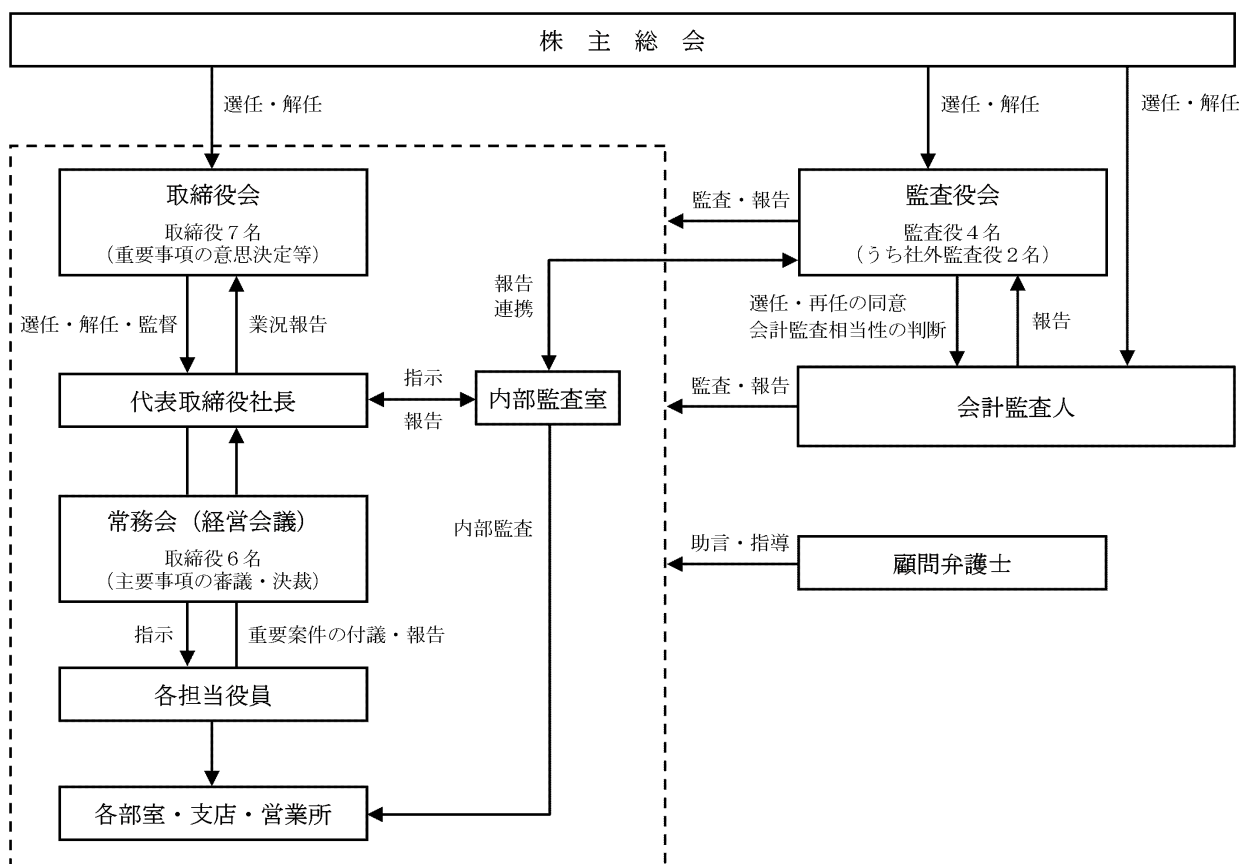 株 主 総 会
選任・解任
選任・解任
選任・解任
取締役会
取締役７名
（重要事項の意思決定等）
監査・報告
監査役会
監査役４名
（うち社外監査役２名）
選任・解任・監督
業況報告
報告
連携
選任・再任の同意
会計監査相当性の判断
報告
代表取締役社長
指示
報告
内部監査室
監査・報告
会計監査人
常務会（経営会議）
取締役６名
（主要事項の審議・決裁）
内部監査
助言・指導
顧問弁護士
指示
重要案件の付議・報告
各担当役員
各部室・支店・営業所